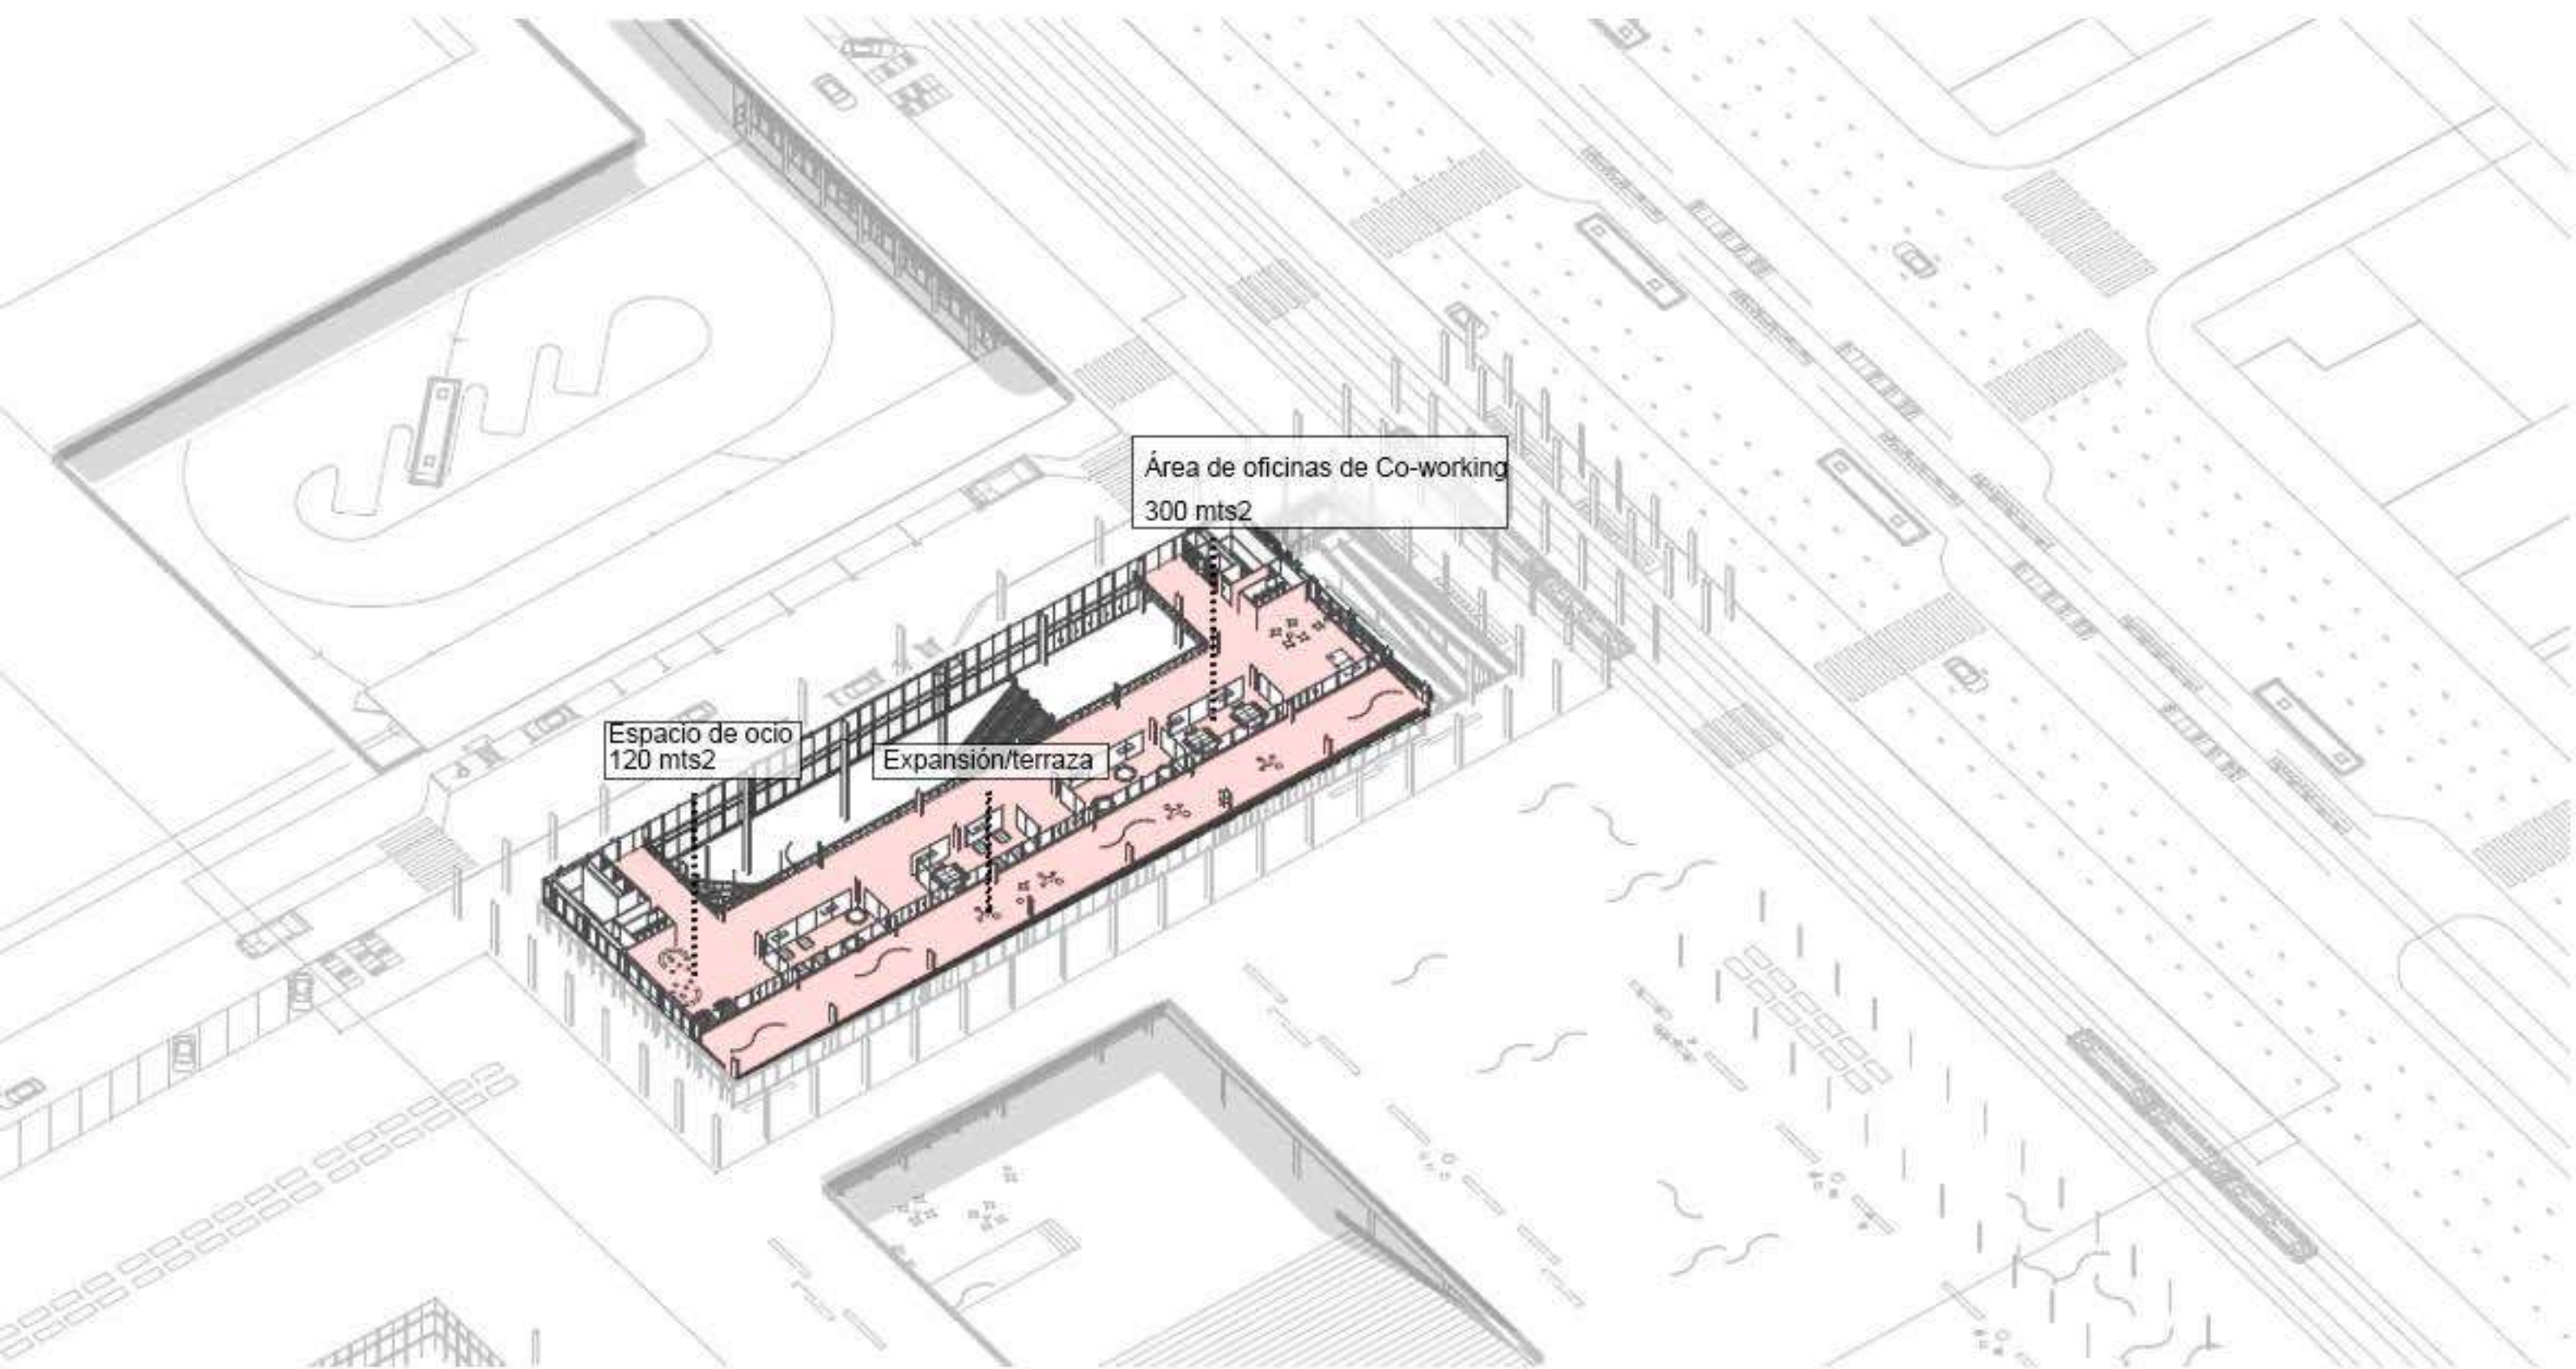 Área de oficinas de Co-working
300 mts2
Espacio de ocio
120 mts2
Expansión/terraza